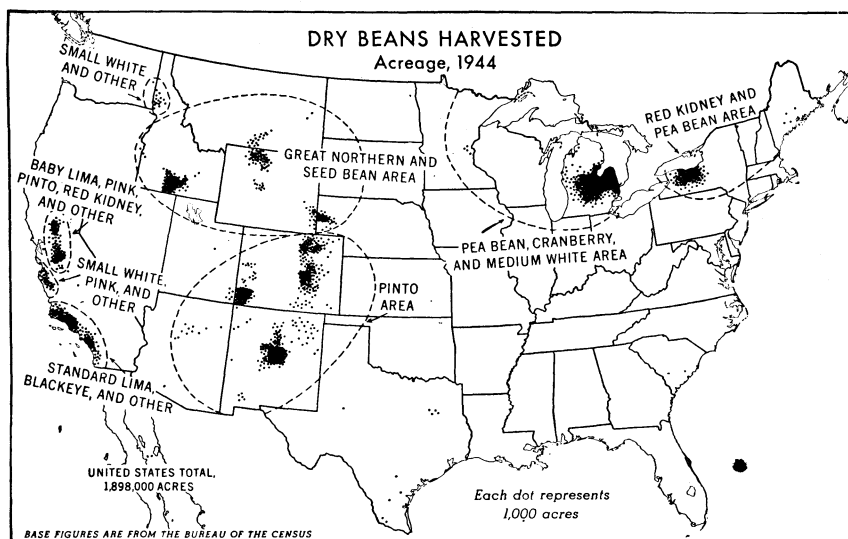 DRY BEANS HARVESTED
Acreage, 1944
SMALL WHITE
AND OTHER
RED KIDNEY AND
PEA BEAN AREA
GREAT NORTHERN AND
SEED BEAN AREA
BABY LIMA, PINK,
PINTO, RED KIDNEY,
AND OTHER
PEA BEAN, CRANBERRY,
AND MEDIUM WHITE AREA
SMALL WHITE,
PINK, AND
OTHER
PINTO
AREA
STANDARD LIMA,
BLACKEYE, AND OTHER
UNITED STATES TOTAL,
1,898,000 ACRES
Each dot represents
1,000 acres
BASE FIGURES ARE FROM THE BUREAU OF THE CENSUS